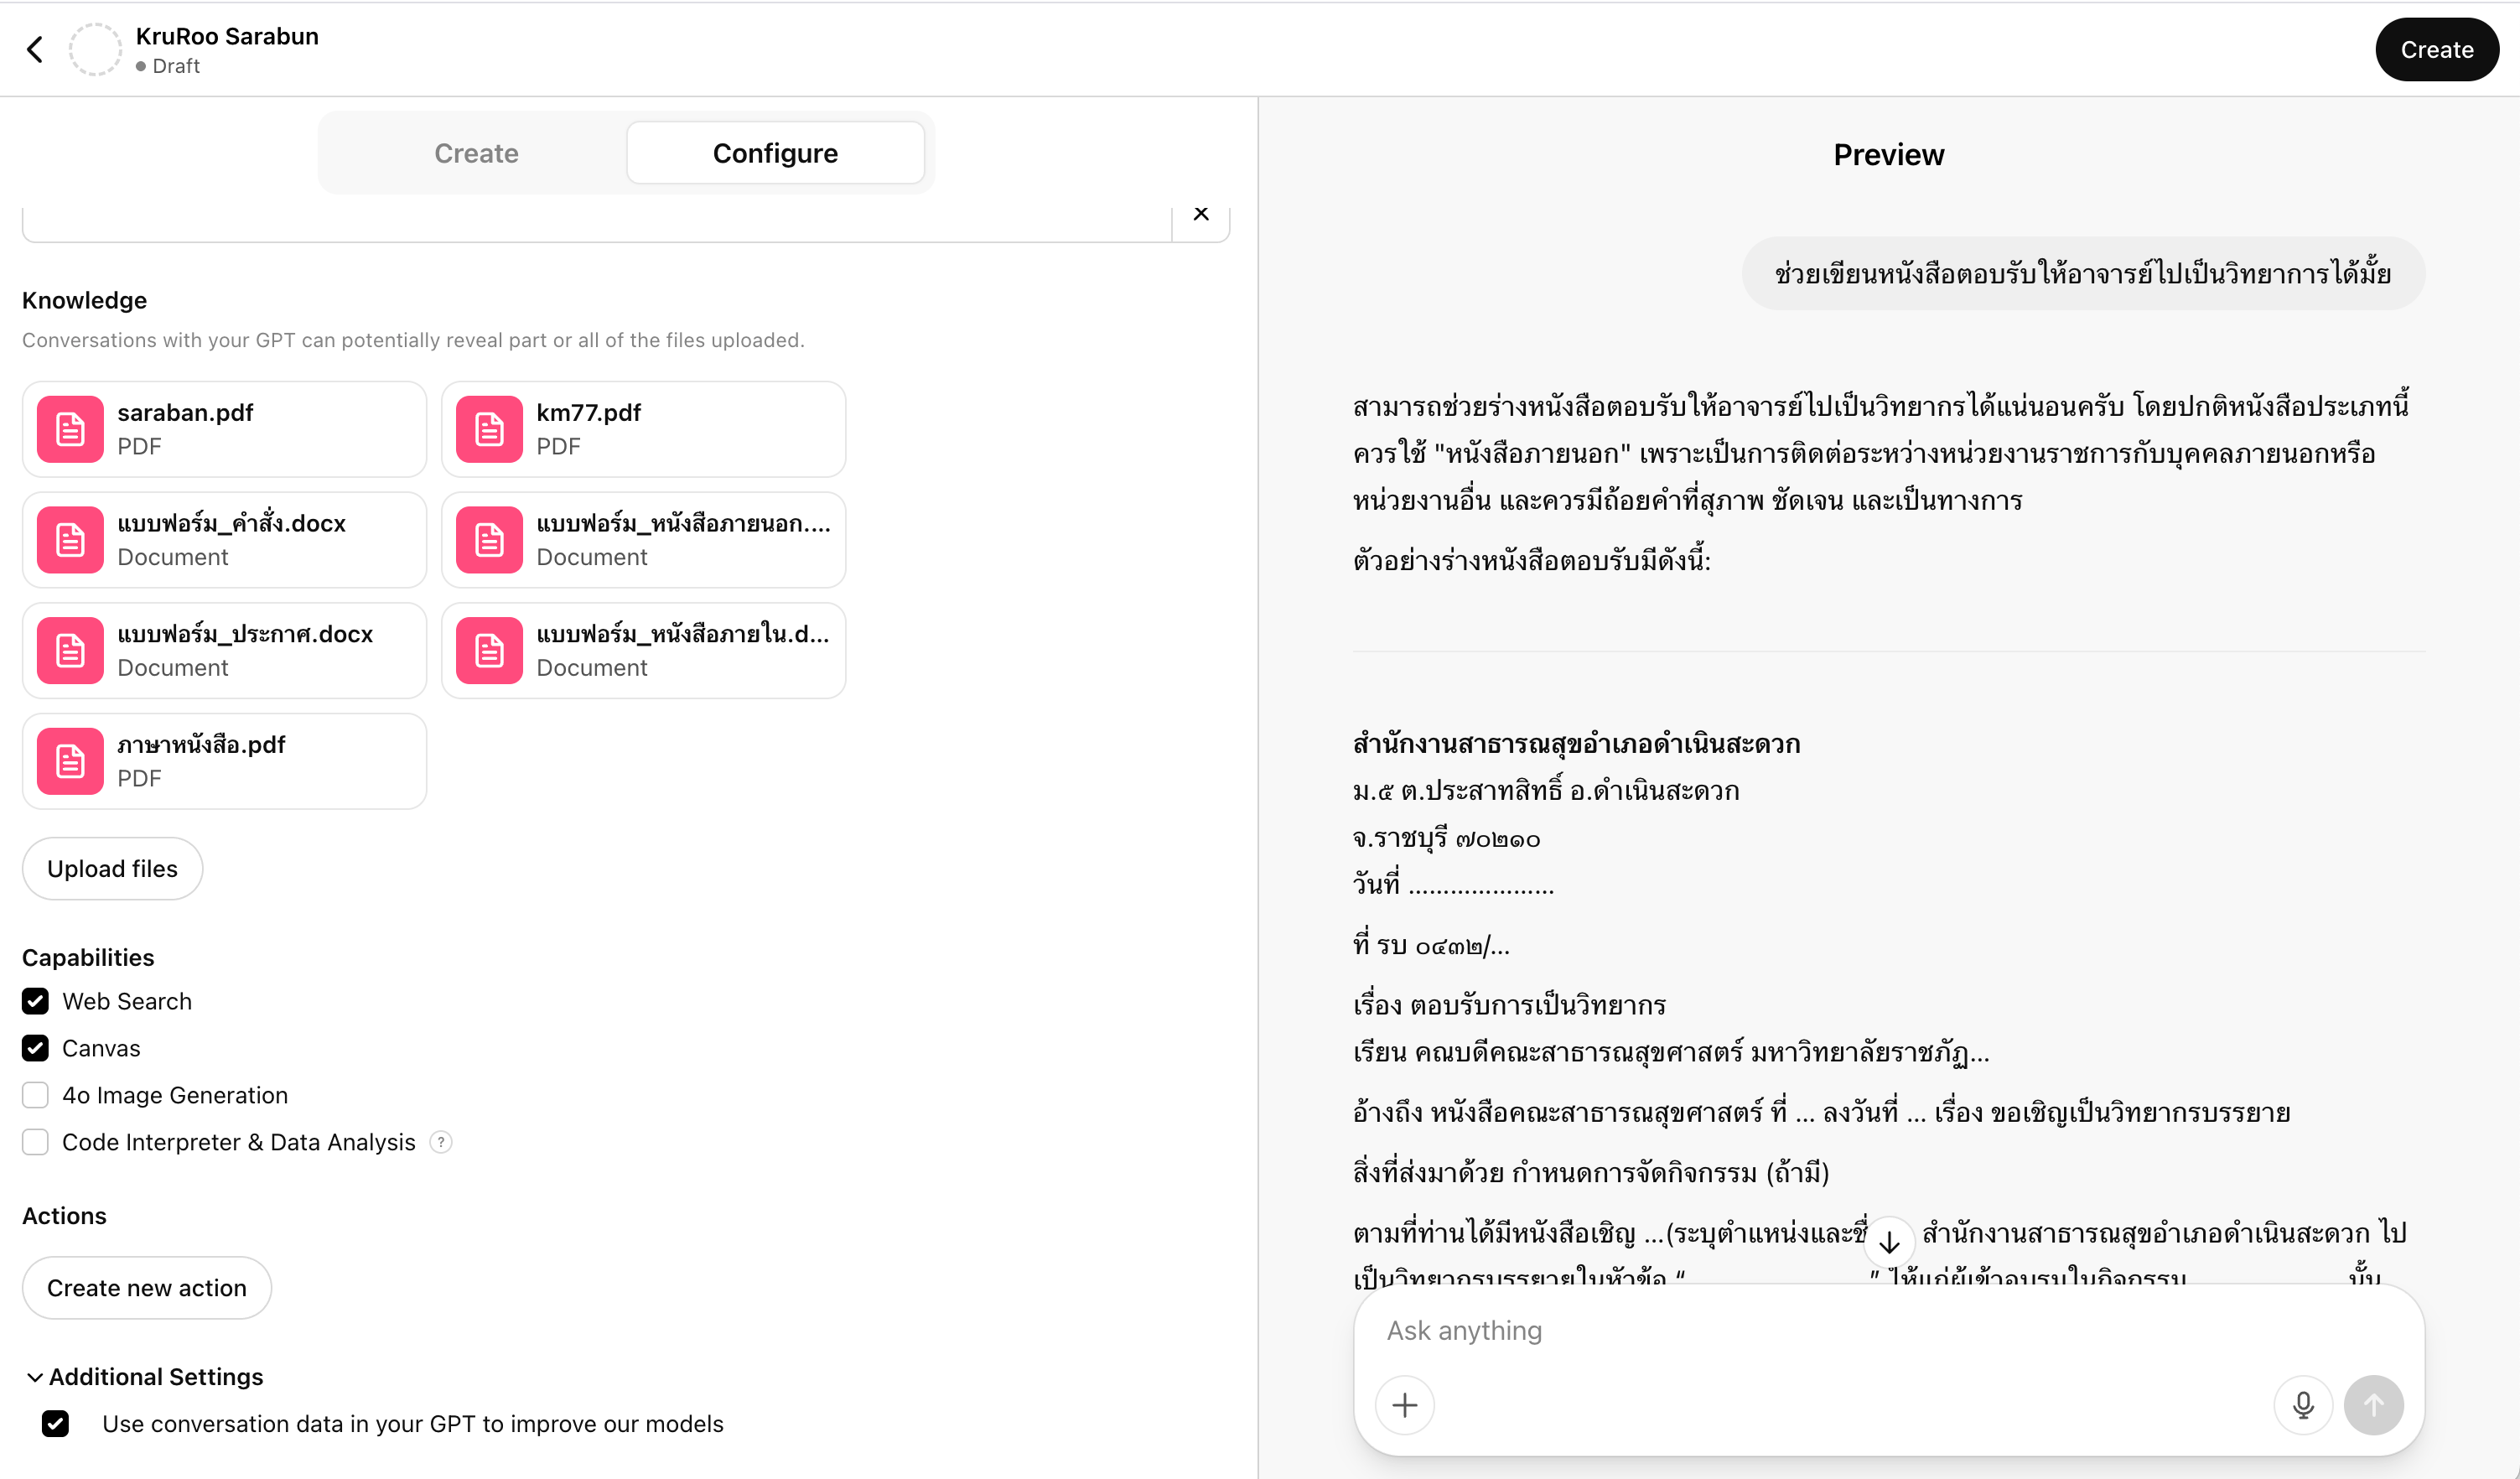 KruRoo Sarabun
Draft
Create
Create
Configure
Knowledge
Conversations with your GPT can potentially reveal part or all of the files uploaded.
saraban.pdf
PDF
km77.pdf
PDF
แบบฟอร์ม_คำสั่ง.docx
Document
แบบฟอร์ม_หนังสือภายนอก....
Document
แบบฟอร์ม_ประกาศ.docx
Document
แบบฟอร์ม_หนังสือภายใน.d...
Document
ภาษาหนังสือ.pdf
PDF
Upload files
Capabilities
Web Search
Canvas
4o Image Generation
Code Interpreter & Data Analysis ?
Actions
Create new action
Additional Settings
Use conversation data in your GPT to improve our models
Preview
ช่วยเขียนหนังสือตอบรับให้อาจารย์ไปเป็นวิทยาการได้มั้ย
สามารถช่วยร่างหนังสือตอบรับให้อาจารย์ไปเป็นวิทยากรได้แน่นอนครับ โดยปกติหนังสือประเภทนี้
ควรใช้ "หนังสือภายนอก" เพราะเป็นการติดต่อระหว่างหน่วยงานราชการกับบุคคลภายนอกหรือ
หน่วยงานอื่น และควรมีถ้อยคำที่สุภาพ ชัดเจน และเป็นทางการ
ตัวอย่างร่างหนังสือตอบรับมีดังนี้:
สำนักงานสาธารณสุขอำเภอดำเนินสะดวก
ม.๕ ต.ประสาทสิทธิ์ อ.ดำเนินสะดวก
จ.ราชบุรี ๗๐๒๑๐
วันที่ .....................
ที่ รบ ๐๔๓๒/...
เรื่อง ตอบรับการเป็นวิทยากร
เรียน คณบดีคณะสาธารณสุขศาสตร์ มหาวิทยาลัยราชภัฏ...
อ้างถึง หนังสือคณะสาธารณสุขศาสตร์ ที่ ... ลงวันที่ ... เรื่อง ขอเชิญเป็นวิทยากรบรรยาย
สิ่งที่ส่งมาด้วย กำหนดการจัดกิจกรรม (ถ้ามี)
ตามที่ท่านได้มีหนังสือเชิญ ...(ระบุตำแหน่งและชื่ สำนักงานสาธารณสุขอำเภอดำเนินสะดวก ไป
เป็นวิทยากรบรรยายในหัวข้อ “ ” ให้แก่ผู้เข้าอบรมในกิจกรรม นั้น
Ask anything